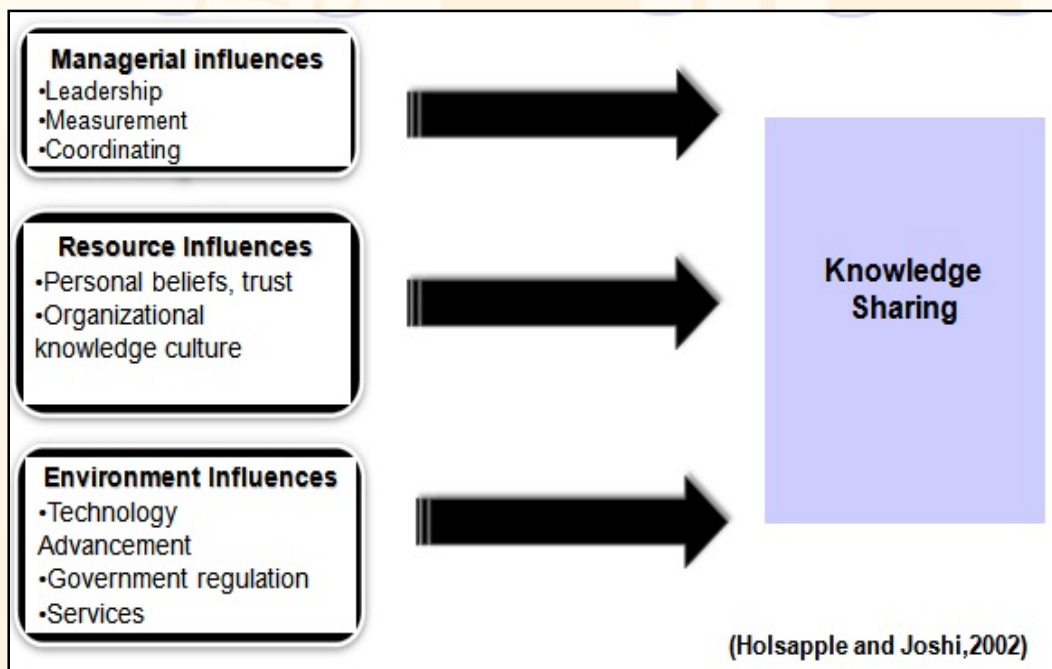 Managerial influences
•Leadership
•Measurement
•Coordinating
Resource Influences
•Personal beliefs, trust
•Organizational
knowledge culture
Environment Influences
•Technology
Advancement
•Government regulation
•Services
Knowledge
Sharing
(Holsapple and Joshi,2002)